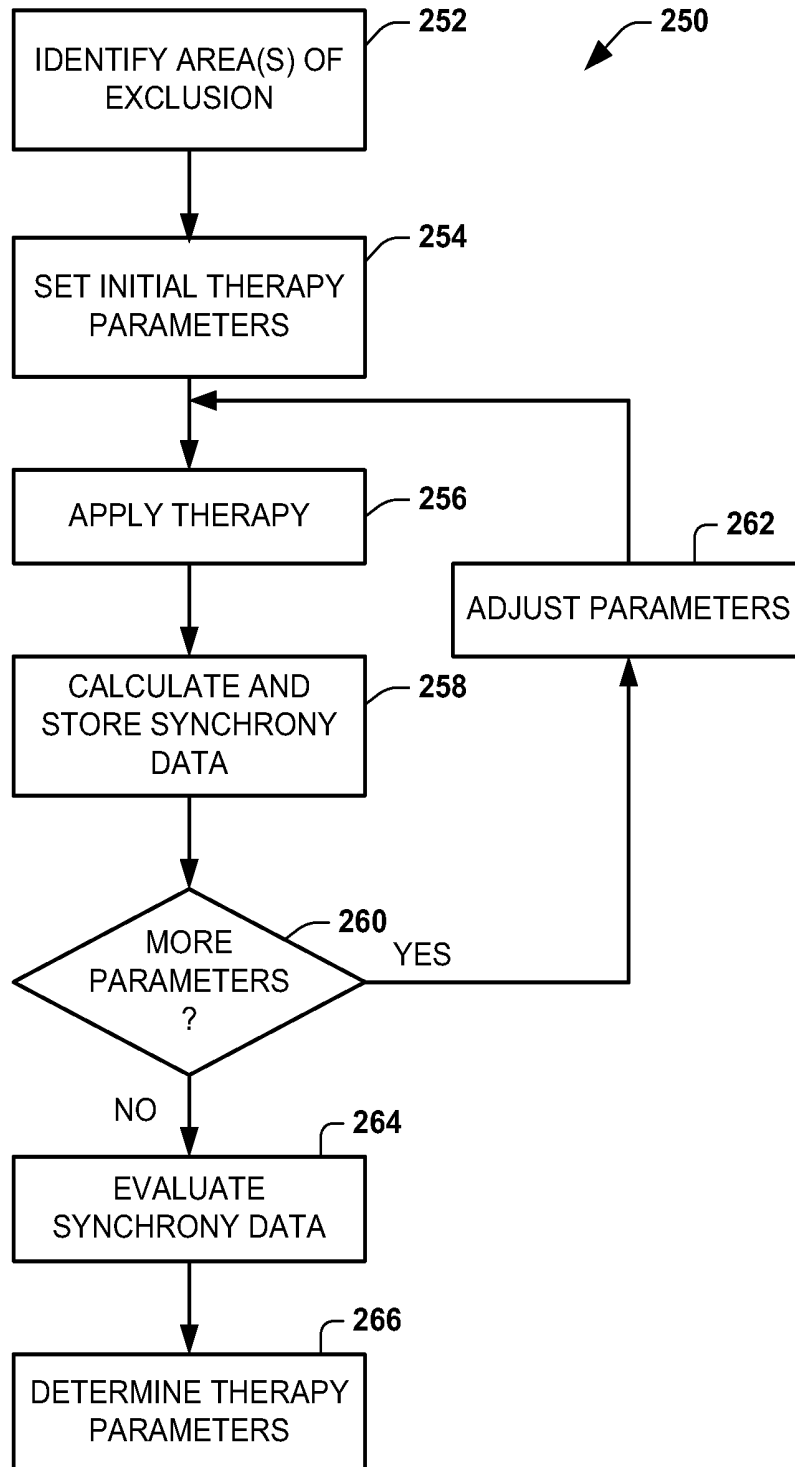 252
250
IDENTIFY AREA(S) OF
EXCLUSION
254
SET INITIAL THERAPY
PARAMETERS
APPLY THERAPY
256
262
ADJUST PARAMETERS
CALCULATE AND
STORE SYNCHRONY
DATA
258
260
MORE
PARAMETERS
?
YES
NO
264
EVALUATE
SYNCHRONY DATA
266
DETERMINE THERAPY
PARAMETERS